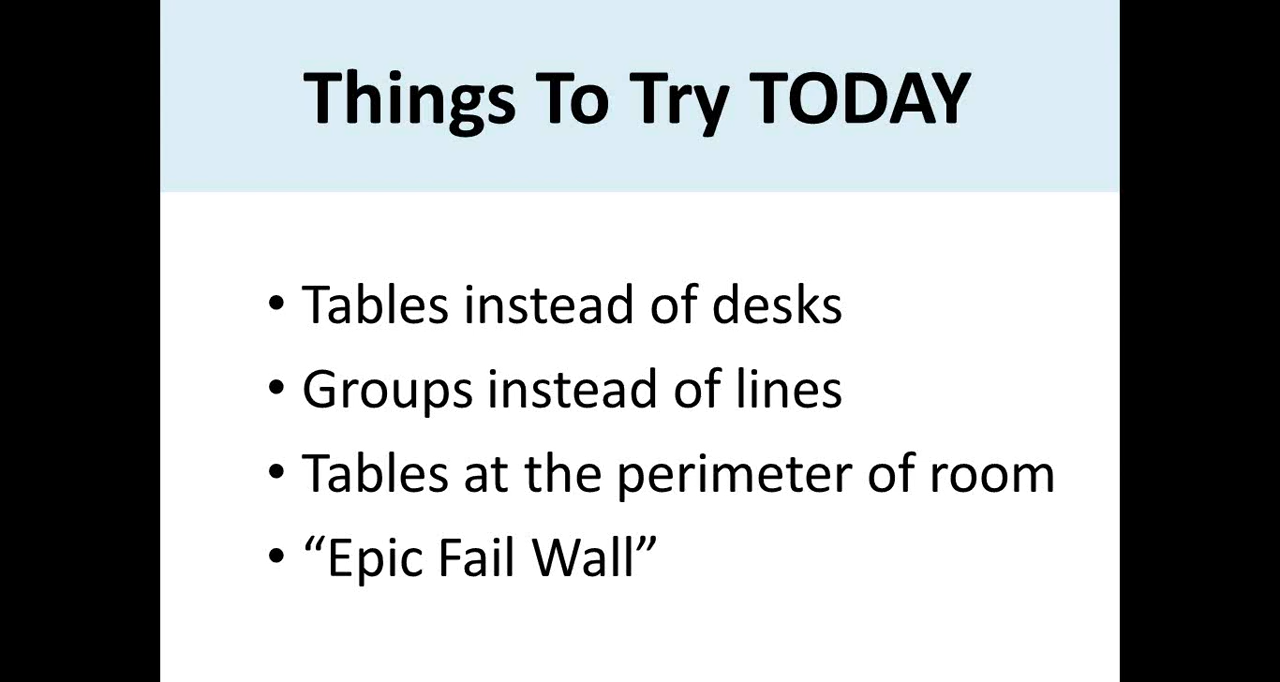 Things To Try TODAY
• Tables instead of desks
• Groups instead of lines
• Tables at the perimeter of room
• “Epic Fail Wall”